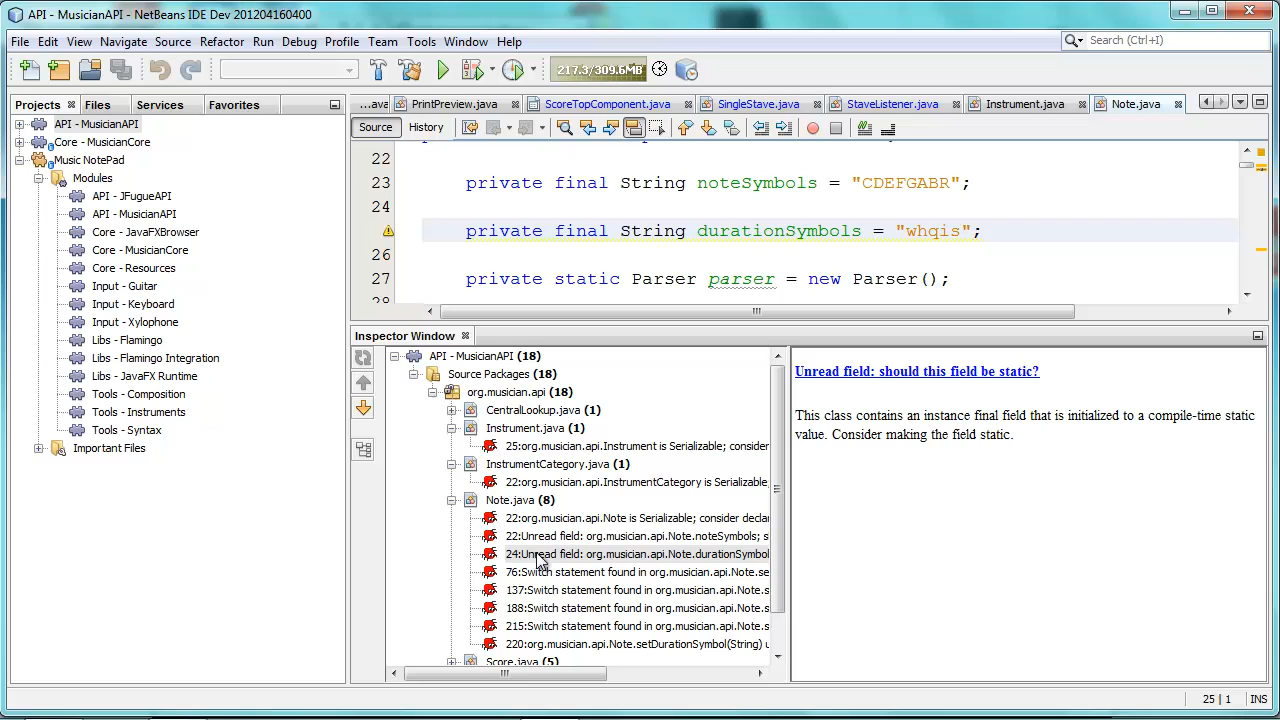 API - MusicianAPI - NetBeans IDE Dev 201204160400
File Edit View Navigate Source Refactor Run Debug Profile Team Tools Window Help
Search (Ctrl+I)
217.3/309.6MB
Projects Files Services Favorites
API - MusicianAPI
Core - MusicianCore
Music NotePad
Modules
API - JFugueAPI
API - MusicianAPI
Core - JavaFXBrowser
Core - MusicianCore
Core - Resources
Input - Guitar
Input - Keyboard
Input - Xylophone
Libs - Flamingo
Libs - Flamingo Integration
Libs - JavaFX Runtime
Tools - Composition
Tools - Instruments
Tools - Syntax
Important Files
...ava PrintPreview.java ScoreTopComponent.java SingleStave.java StaveListener.java Instrument.java Note.java
Source History
22
23 private final String noteSymbols = "CDEFGABR";
24
private final String durationSymbols = "whqis";
26
27 private static Parser parser = new Parser();
28
Inspector Window
API - MusicianAPI (18)
Source Packages (18)
org.musician.api (18)
CentralLookup.java (1)
Instrument.java (1)
25:org.musician.api.Instrument is Serializable; consider
InstrumentCategory.java (1)
22:org.musician.api.InstrumentCategory is Serializable,
Note.java (8)
22:org.musician.api.Note is Serializable; consider decla
22:Unread field: org.musician.api.Note.noteSymbols; s
24:Unread field: org.musician.api.Note.durationSymbol
76:Switch statement found in org.musician.api.Note.se
137:Switch statement found in org.musician.api.Note.s
188:Switch statement found in org.musician.api.Note.s
215:Switch statement found in org.musician.api.Note.s
220:org.musician.api.Note.setDurationSymbol(String) u
Score.java (5)
Unread field: should this field be static?
This class contains an instance final field that is initialized to a compile-time static
value. Consider making the field static.
25 | 1 INS